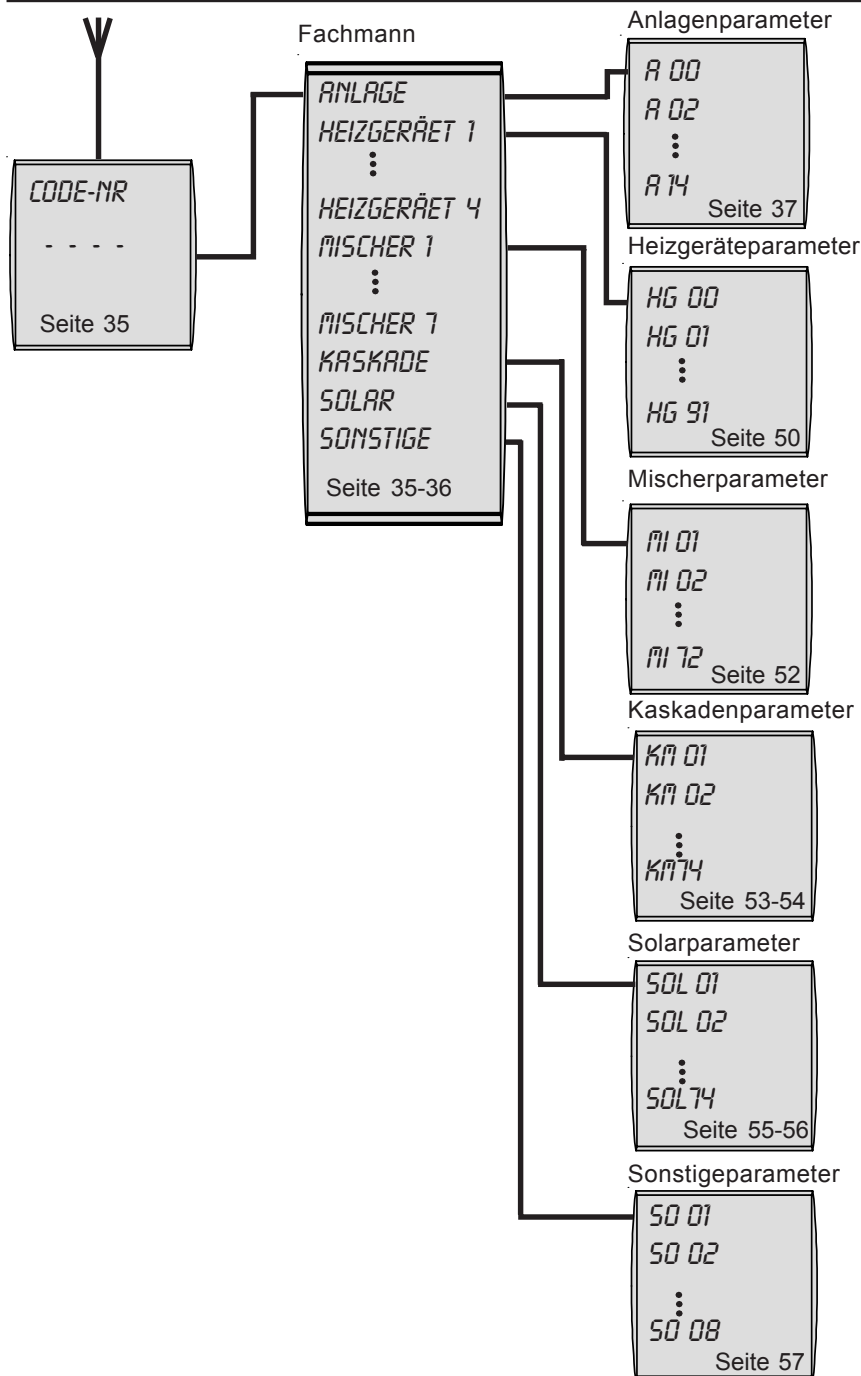 CODE-NR
- - - -
Seite 35
Fachmann
ANLAGE
HEIZGERÄET 1
HEIZGERÄET 4
MISCHER 1
MISCHER 7
KASKADE
SOLAR
SONSTIGE
Seite 35-36
Anlagenparameter
A 00
A 02
A 14
Seite 37
Heizgeräteparameter
HG 00
HG 01
HG 91
Seite 50
Mischerparameter
MI 01
MI 02
MI 72
Seite 52
Kaskadenparameter
KM 01
KM 02
KM74
Seite 53-54
Solarparameter
SOL 01
SOL 02
SOL74
Seite 55-56
Sonstigeparameter
SO 01
SO 02
SO 08
Seite 57